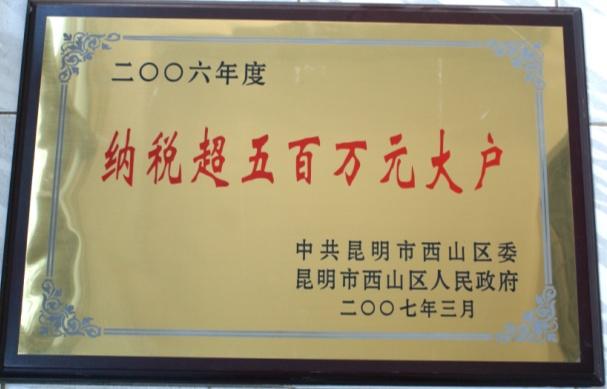 二〇〇六年度
纳税超五百万元大户
中共昆明市西山区委
昆明市西山区人民政府
二〇〇七年三月